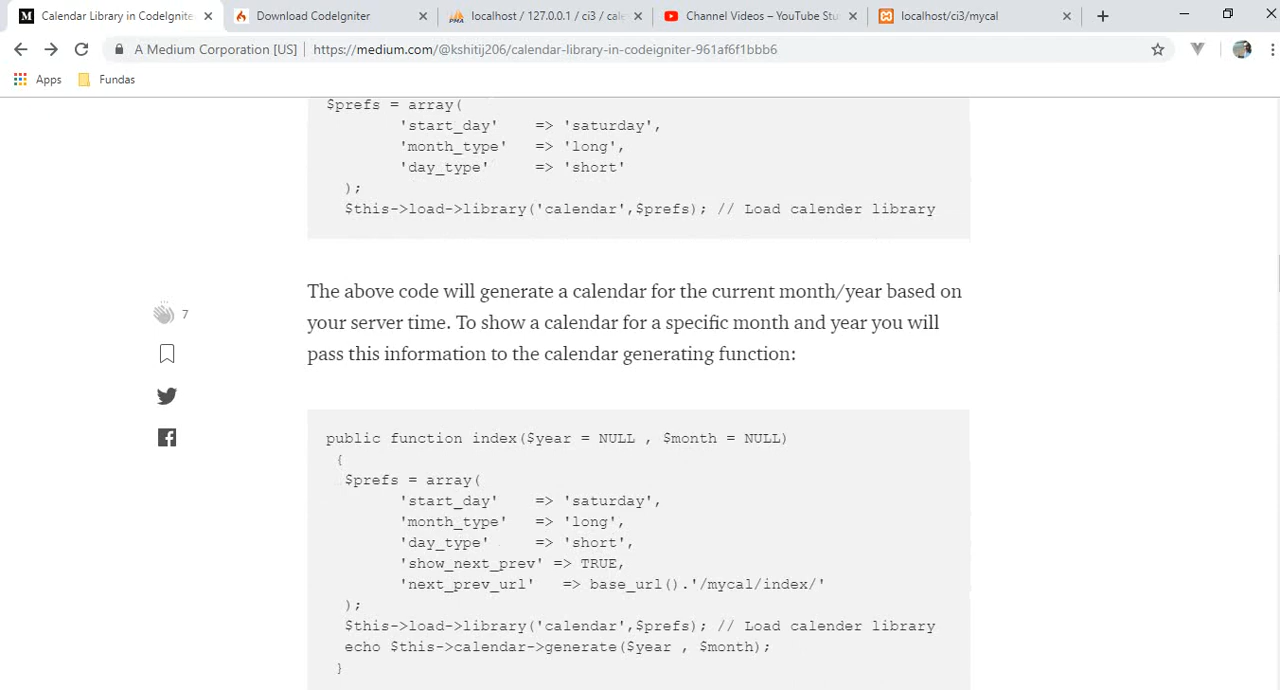 Calendar Library in CodeIgnite
Download CodeIgniter
localhost / 127.0.0.1 / ci3 / cale
Channel Videos – YouTube Stu
localhost/ci3/mycal
A Medium Corporation [US] | https://medium.com/@kshitij206/calendar-library-in-codeigniter-961af6f1bbb6
Apps Fundas
$prefs = array(
'start_day' => 'saturday',
'month_type' => 'long',
'day_type' => 'short'
);
$this->load->library('calendar',$prefs); // Load calender library
The above code will generate a calendar for the current month/year based on
your server time. To show a calendar for a specific month and year you will
pass this information to the calendar generating function:
7
public function index($year = NULL , $month = NULL)
{
$prefs = array(
'start_day' => 'saturday',
'month_type' => 'long',
'day_type' => 'short',
'show_next_prev' => TRUE,
'next_prev_url' => base_url().'/mycal/index/'
);
$this->load->library('calendar',$prefs); // Load calender library
echo $this->calendar->generate($year , $month);
}